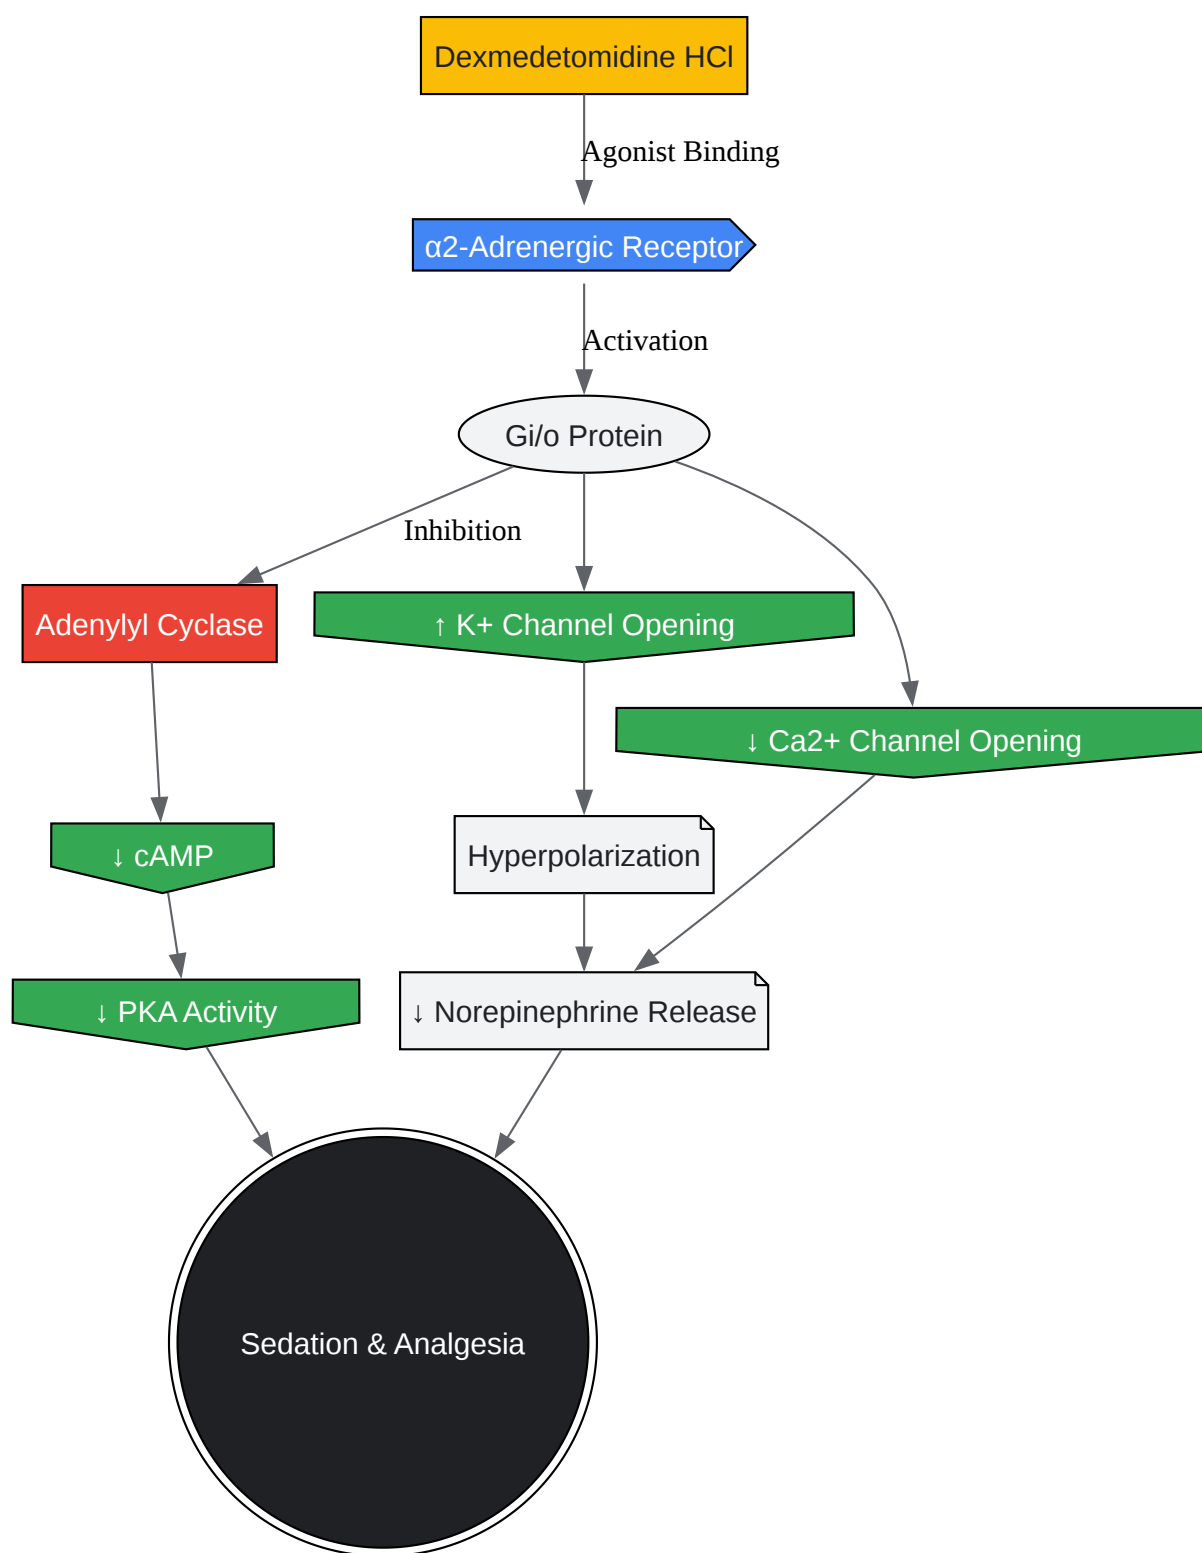 Dexmedetomidine HCl
Agonist Binding
α2-Adrenergic Receptor
Activation
Gi/o Protein
Inhibition
Adenylyl Cyclase
↑ K+ Channel Opening
↓ Ca2+ Channel Opening
↓ cAMP
Hyperpolarization
↓ PKA Activity
↓ Norepinephrine Release
Sedation & Analgesia